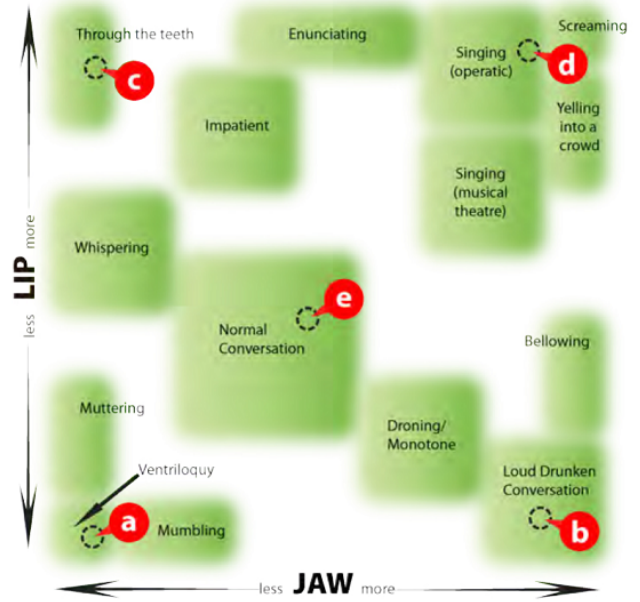 Through the teeth
c
Enunciating
Singing
(operatic)
d
Screaming
Impatient
Yelling
into a
crowd
Singing
(musical
theatre)
Whispering
e
Normal
Conversation
Bellowing
Muttering
Droning/
Monotone
Ventriloquy
Loud Drunken
Conversation
a
Mumbling
b
less LIP more
less JAW more